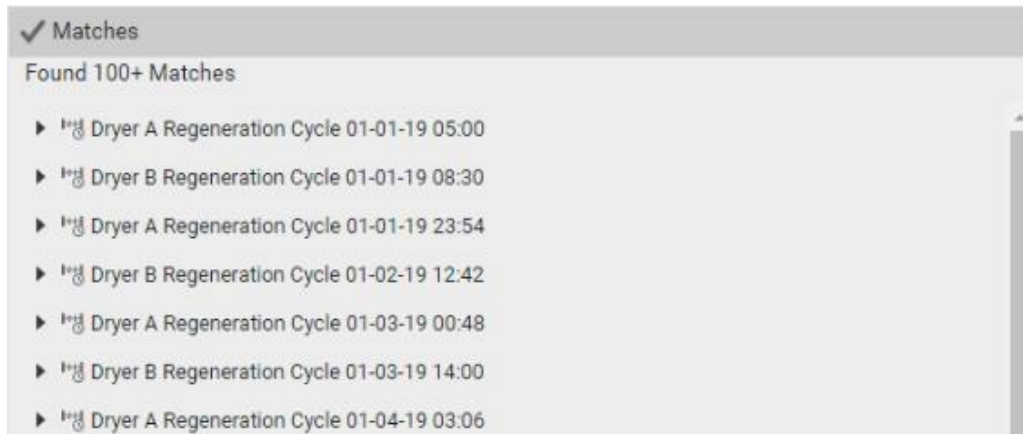 Matches
Found 100+ Matches
Dryer A Regeneration Cycle 01-01-19 05:00
Dryer B Regeneration Cycle 01-01-19 08:30
Dryer A Regeneration Cycle 01-01-19 23:54
Dryer B Regeneration Cycle 01-02-19 12:42
Dryer A Regeneration Cycle 01-03-19 00:48
Dryer B Regeneration Cycle 01-03-19 14:00
Dryer A Regeneration Cycle 01-04-19 03:06